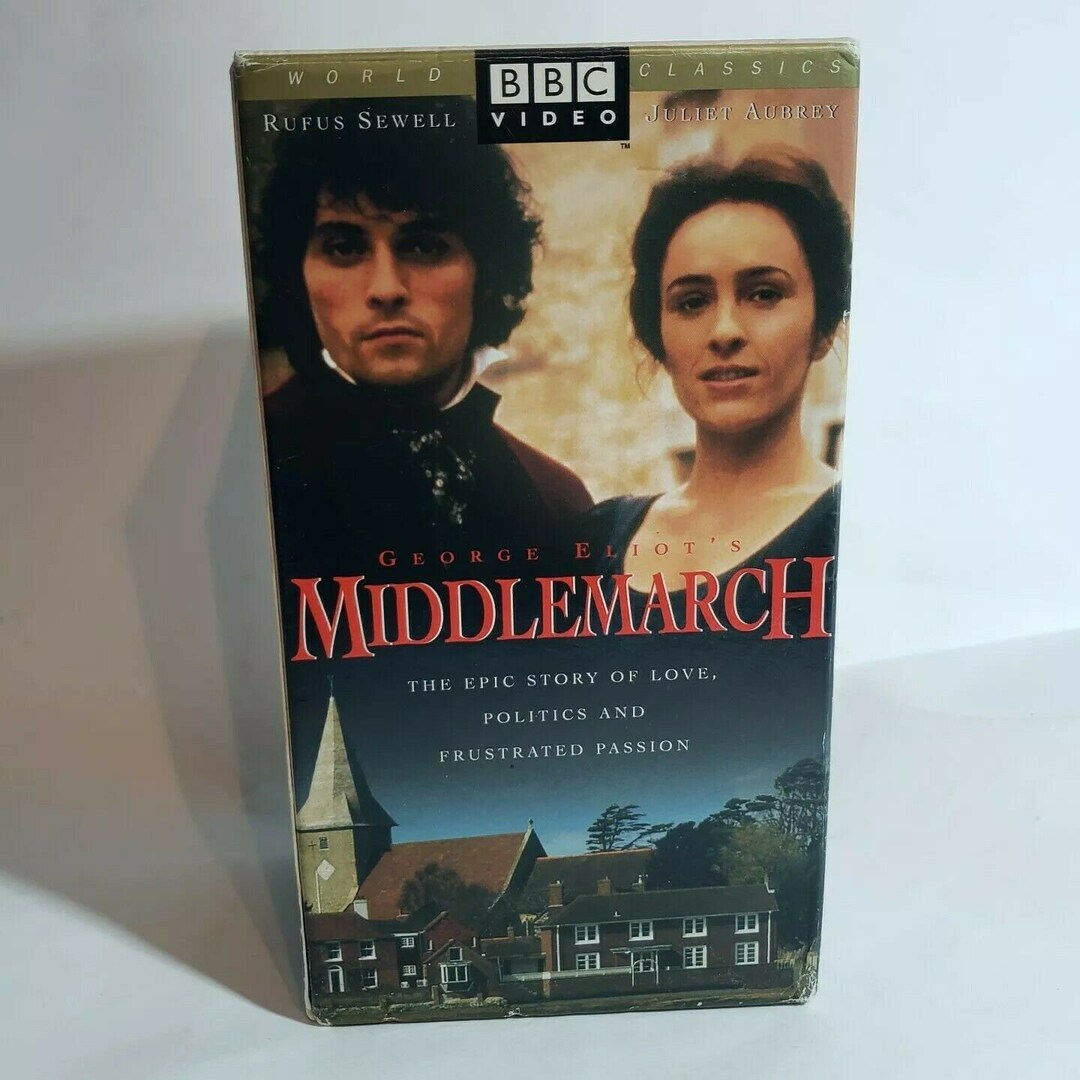 WORLD BBC CLASSICS
RUFUS SEWELL VIDEO JULIET AUBREY
TM
GEORGE ELIOT'S
MIDDLEMARCH
THE EPIC STORY OF LOVE,
POLITICS AND
FRUSTRATED PASSION